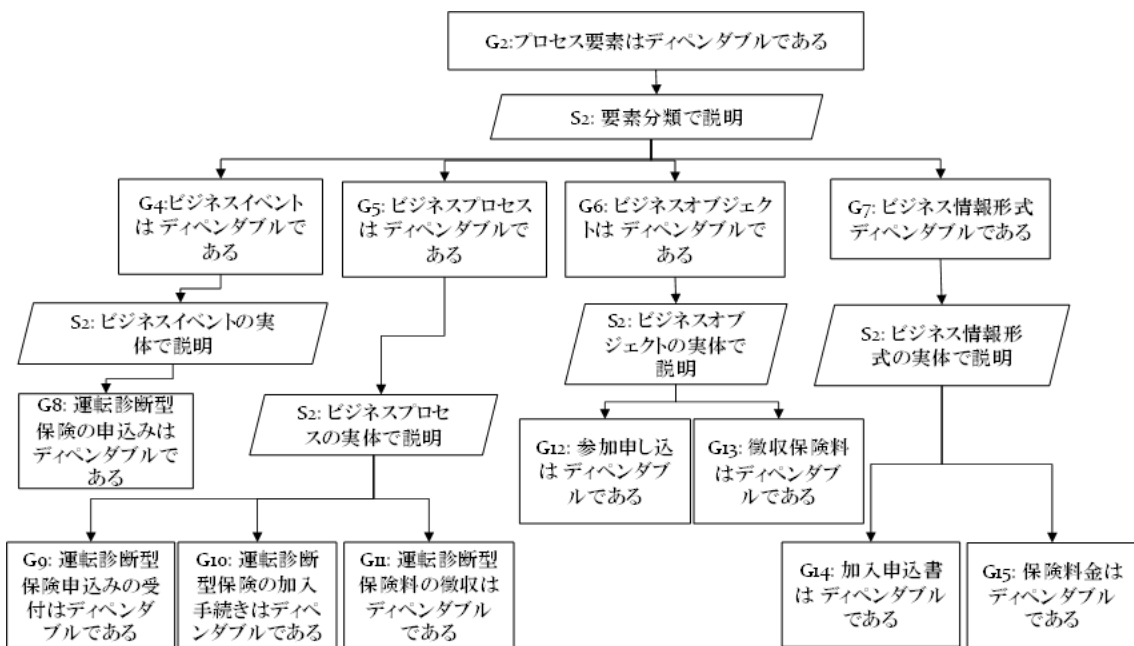 G2:プロセス要素はディペンダブルである
S2: 要素分類で説明
G4:ビジネスイベント
は ディペンダブルで
ある
G5: ビジネスプロセス
は ディペンダブルで
ある
G6: ビジネスオブジェク
トは ディペンダブルで
ある
G7: ビジネス情報形式
ディペンダブルである
S2: ビジネスイベントの実
体で説明
S2: ビジネスオブ
ジェクトの実体で
説明
S2: ビジネス情報形
式の実体で説明
G8: 運転診断型
保険の申込みは
ディペンダブルで
ある
S2: ビジネスプロセ
スの実体で説明
G12: 参加申し込
は ディペンダブ
ルである
G13: 徴収保険料
はディペンダブ
ルである
G9: 運転診断型
保険申込みの受
付はディペンダ
ブルである
G10: 運転診断
型保険の加入
手続きはディペ
ンダブルである
G11: 運転診断型
保険料の徴収は
ディペンダブルで
ある
G14: 加入申込書
は ディペンダブル
である
G15: 保険料金は
ディペンダブルで
ある